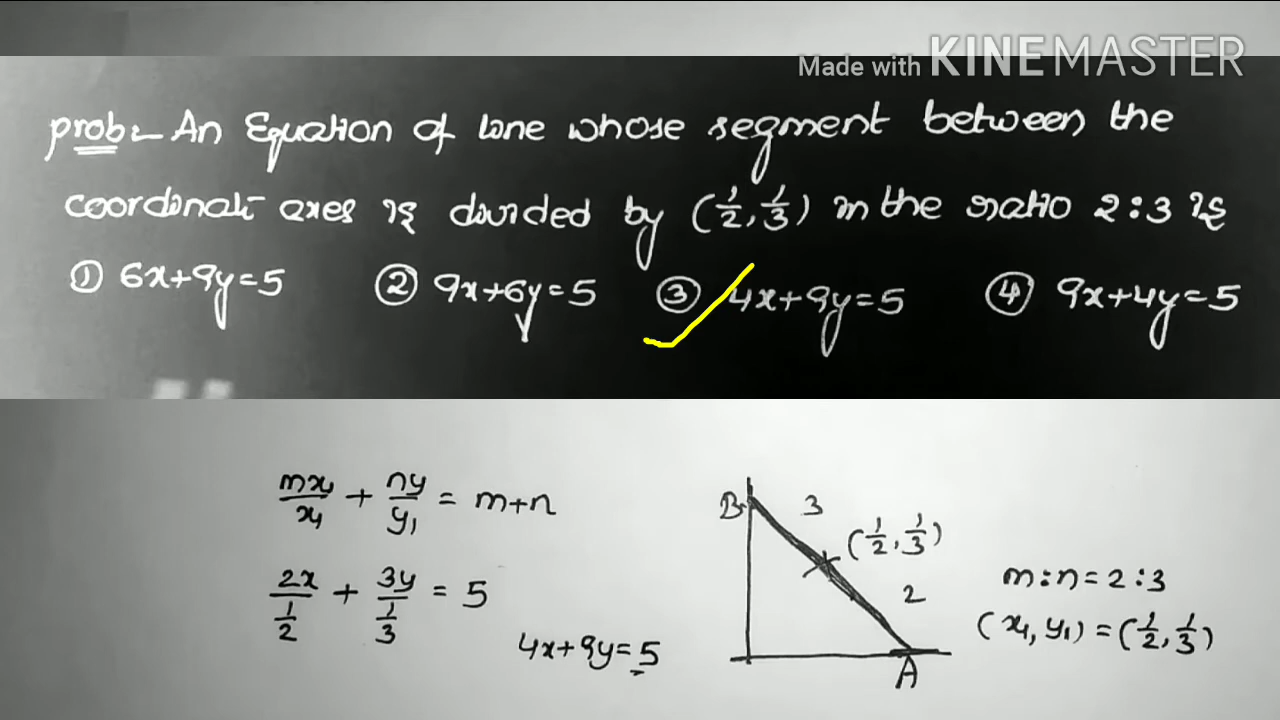 Made with KINEMASTER
prob:- An Equation of line whose segment between the
coordinate axes is divided by (1/2, 1/3) in the ratio 2:3 is
① 6x+9y=5 ② 9x+6y=5 ③ 4x+9y=5 ④ 9x+4y=5
mx/x₁ + ny/y₁ = m+n
2x/(1/2) + 3y/(1/3) = 5
4x+9y=5
B 3
(1/2, 1/3)
2
A
m:n=2:3
(x₁, y₁) = (1/2, 1/3)